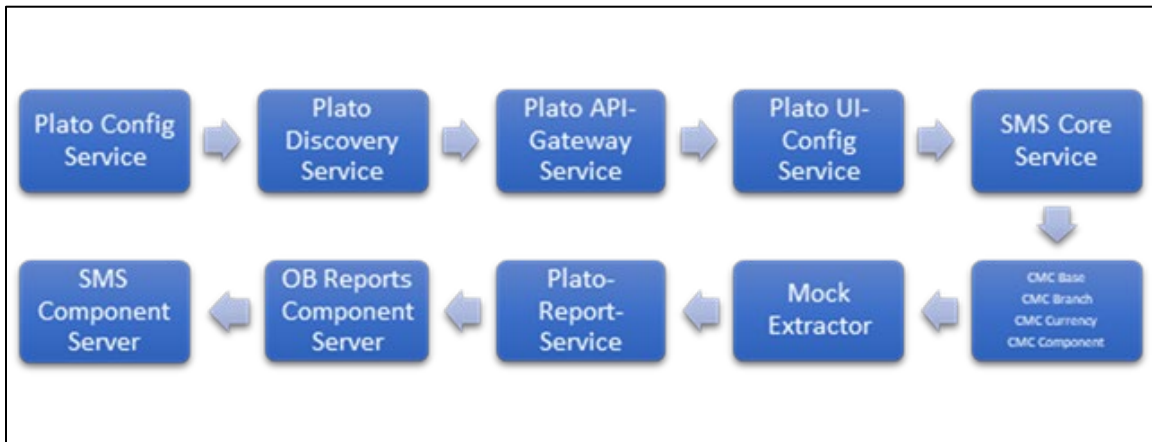 Plato Config
Service
Plato
Discovery
Service
Plato API-
Gateway
Service
Plato UI-
Config
Service
SMS Core
Service
CMC Base
CMC Branch
CMC Currency
CMC Component
Mock
Extractor
Plato-
Report-
Service
OB Reports
Component
Server
SMS
Component
Server